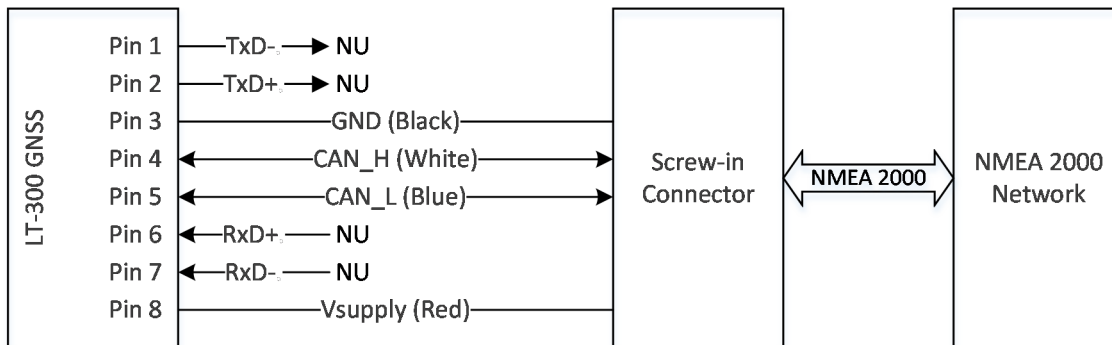 LT-300 GNSS
Pin 1 TxD- NU
Pin 2 TxD+ NU
Pin 3 GND (Black)
Pin 4 CAN_H (White)
Pin 5 CAN_L (Blue)
Pin 6 RxD+ NU
Pin 7 RxD- NU
Pin 8 Vsupply (Red)
Screw-in
Connector
NMEA 2000
NMEA 2000
Network